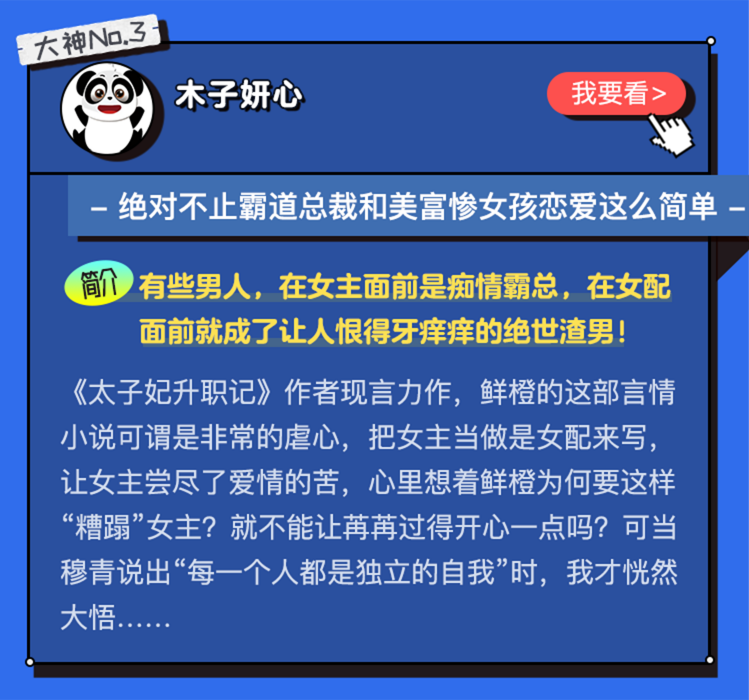 大神No.3
木子妍心
我要看>
- 绝对不止霸道总裁和美富惨女孩恋爱这么简单 -
简介
有些男人，在女主面前是痴情霸总，在女配
面前就成了让人恨得牙痒痒的绝世渣男！
《太子妃升职记》作者现言力作，鲜橙的这部言情
小说可谓是非常的虐心，把女主当做是女配来写，
让女主尝尽了爱情的苦，心里想着鲜橙为何要这样
“糟蹋”女主？就不能让苒苒过得开心一点吗？可当
穆青说出“每一个人都是独立的自我”时，我才恍然
大悟……